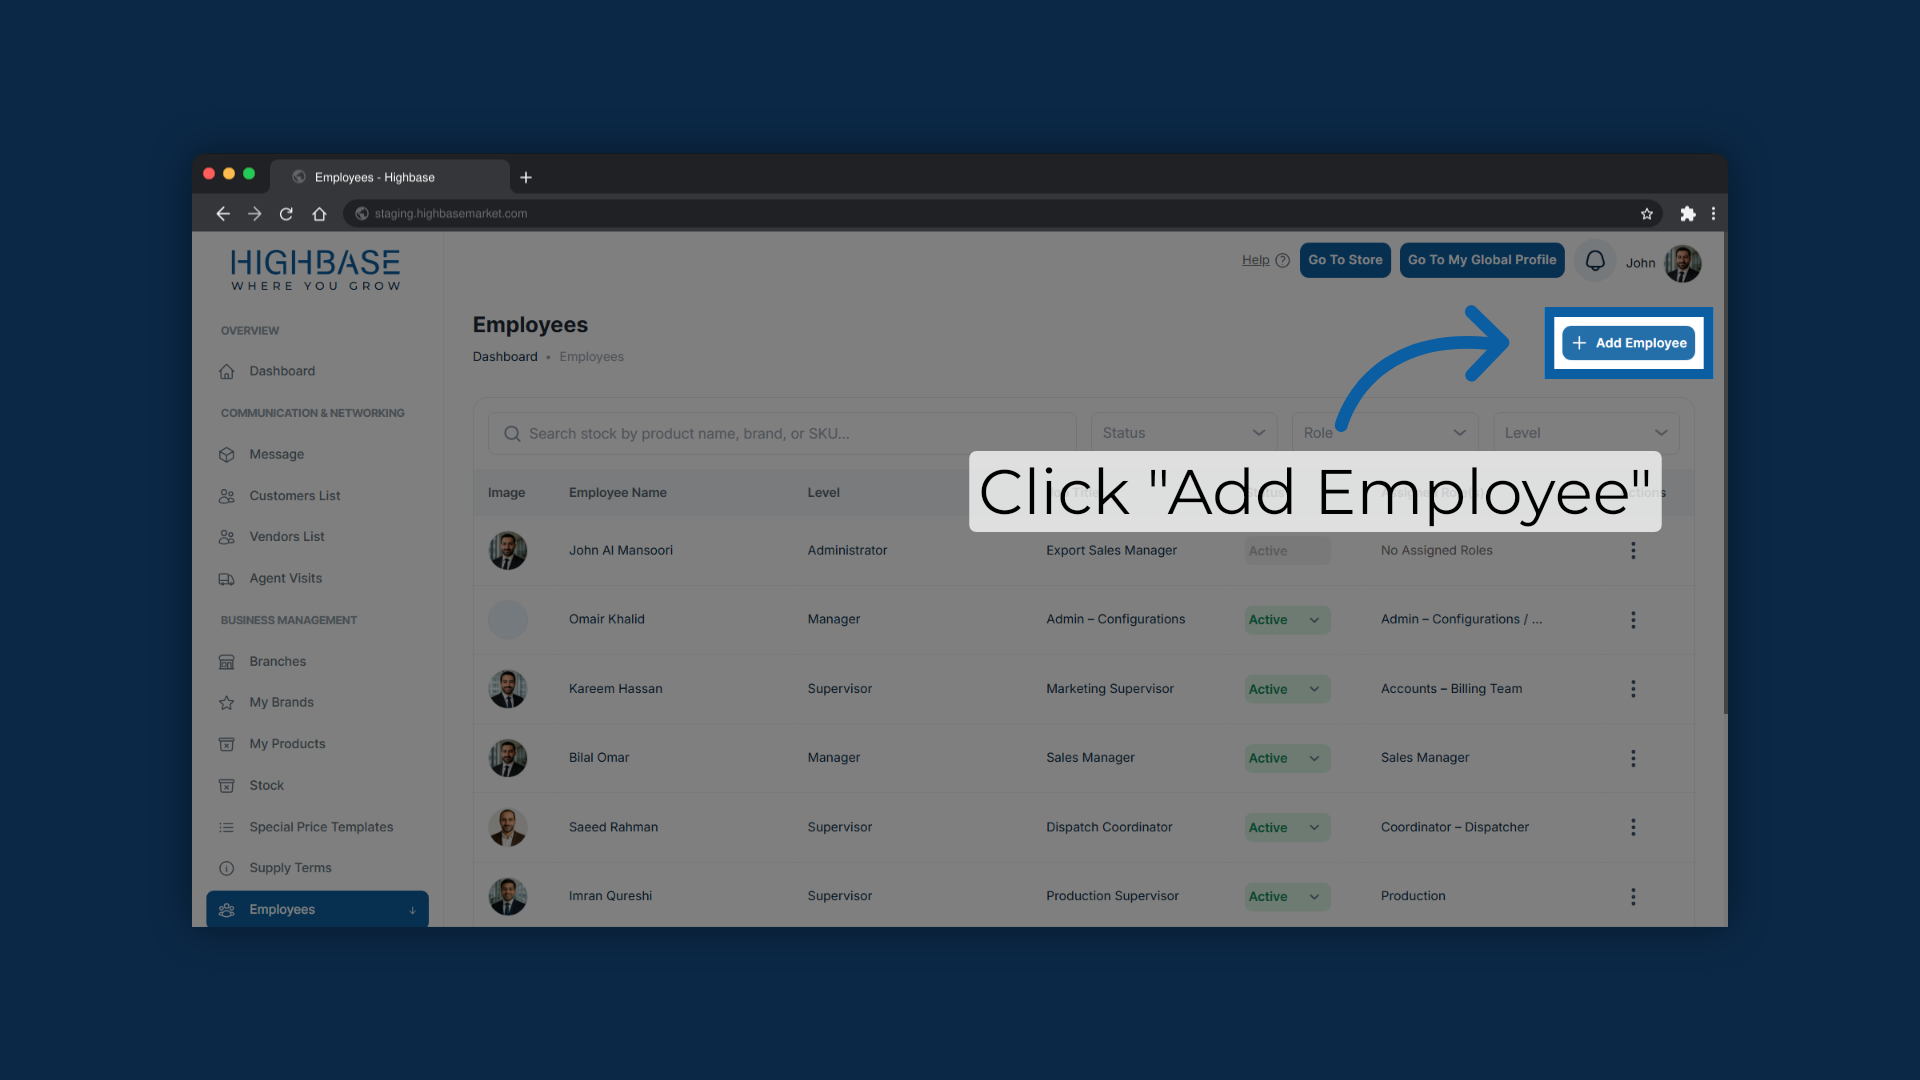 Employees - Highbase
staging.highbasemarket.com
HIGHBASE
WHERE YOU GROW
Help
Go To Store
Go To My Global Profile
John
OVERVIEW
Dashboard
COMMUNICATION & NETWORKING
Message
Customers List
Vendors List
Agent Visits
BUSINESS MANAGEMENT
Branches
My Brands
My Products
Stock
Special Price Templates
Supply Terms
Employees
Employees
Dashboard • Employees
Add Employee
Search stock by product name, brand, or SKU...
Status
Role
Level
Click "Add Employee"
Image Employee Name Level
John Al Mansoori Administrator Export Sales Manager Active No Assigned Roles
Omair Khalid Manager Admin – Configurations Active Admin – Configurations / ...
Kareem Hassan Supervisor Marketing Supervisor Active Accounts – Billing Team
Bilal Omar Manager Sales Manager Active Sales Manager
Saeed Rahman Supervisor Dispatch Coordinator Active Coordinator – Dispatcher
Imran Qureshi Supervisor Production Supervisor Active Production